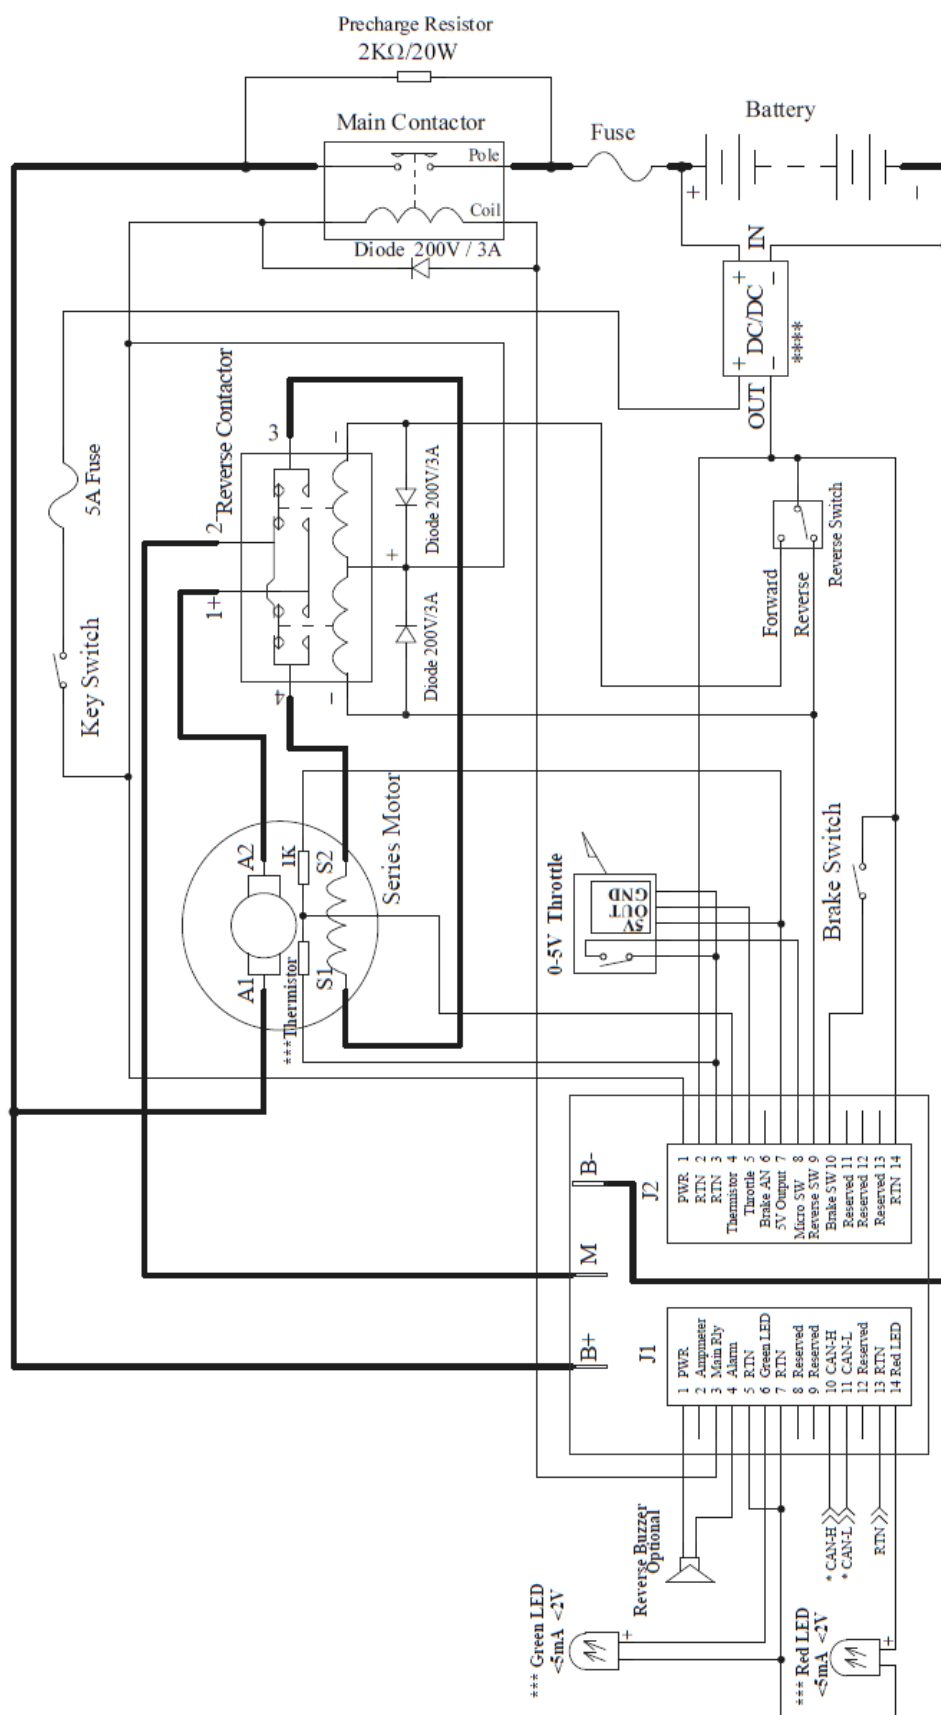 Precharge Resistor
2KΩ/20W
Main Contactor
Pole
Coil
Diode 200V / 3A
Fuse
Battery
+
−
IN
+
−
DC/DC
****
+
−
OUT
5A Fuse
Key Switch
Reverse Contactor
3
2-
1+
4
−
+
−
Diode 200V/3A
Diode 200V/3A
Reverse Switch
Forward
Reverse
Series Motor
A2
A1
1K
S2
S1
***Thermistor
0-5V Throttle
GND
OUT
5V
Brake Switch
B-
M
B+
J2
PWR 1
RTN 2
RTN 3
Thermistor 4
Throttle 5
Brake AN 6
5V Output 7
Micro SW 8
Reverse SW 9
Brake SW10
Reserved 11
Reserved 12
Reserved 13
RTN 14
J1
1 PWR
2 Ampmeter
3 Main Rly
4 Alarm
5 RTN
6 Green LED
7 RTN
8 Reserved
9 Reserved
10 CAN-H
11 CAN-L
12 Reserved
13 RTN
14 Red LED
Reverse Buzzer
Optional
* CAN-H
* CAN-L
RTN
*** Green LED
<5mA <2V
+
*** Red LED
<5mA <2V
+